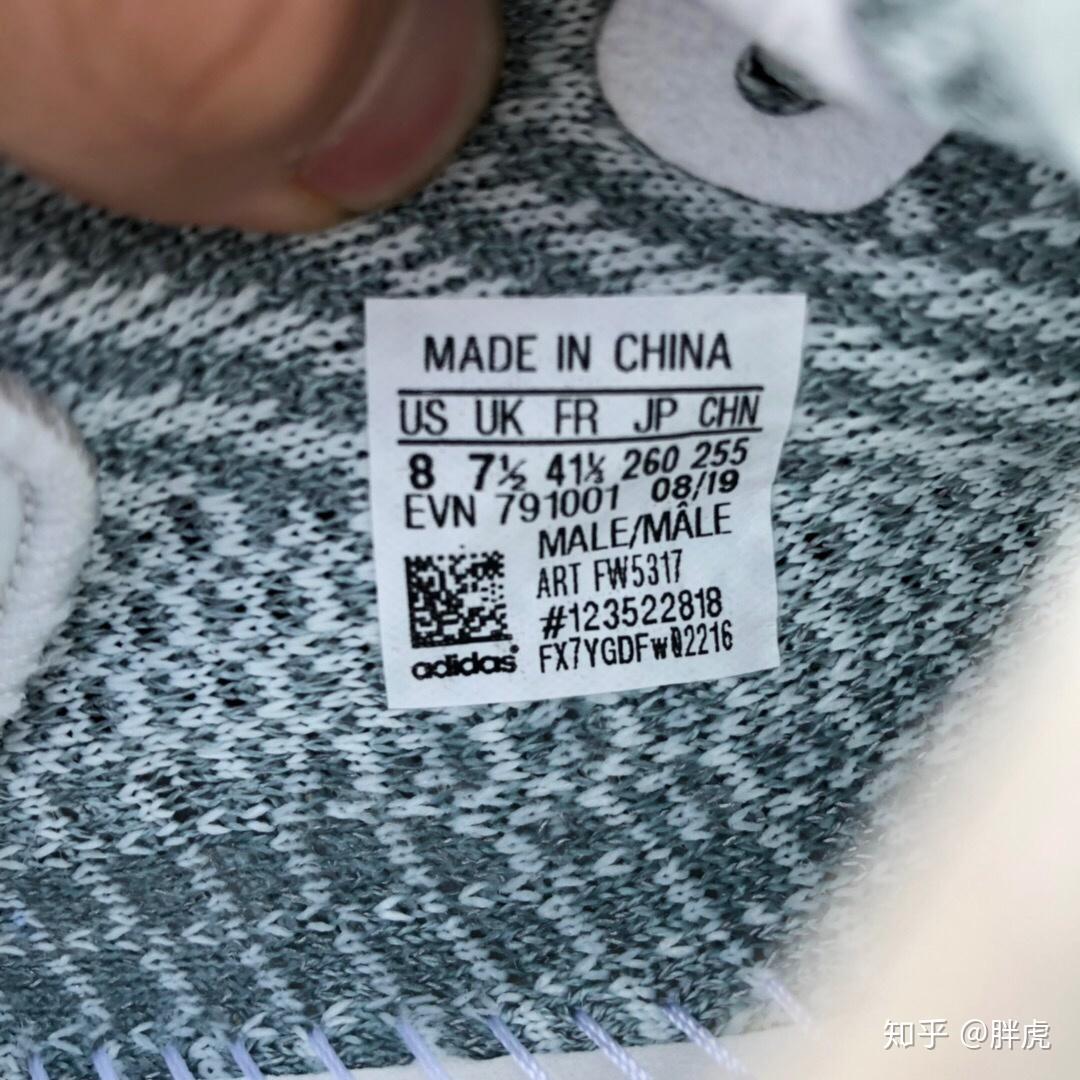 MADE IN CHINA
US UK FR JP CHN
8 7½ 41⅓ 260 255
EVN 791001 08/19
MALE/MÂLE
ART FW5317
#123522818
adidas® FX7YGDFw02216
知乎 @胖虎